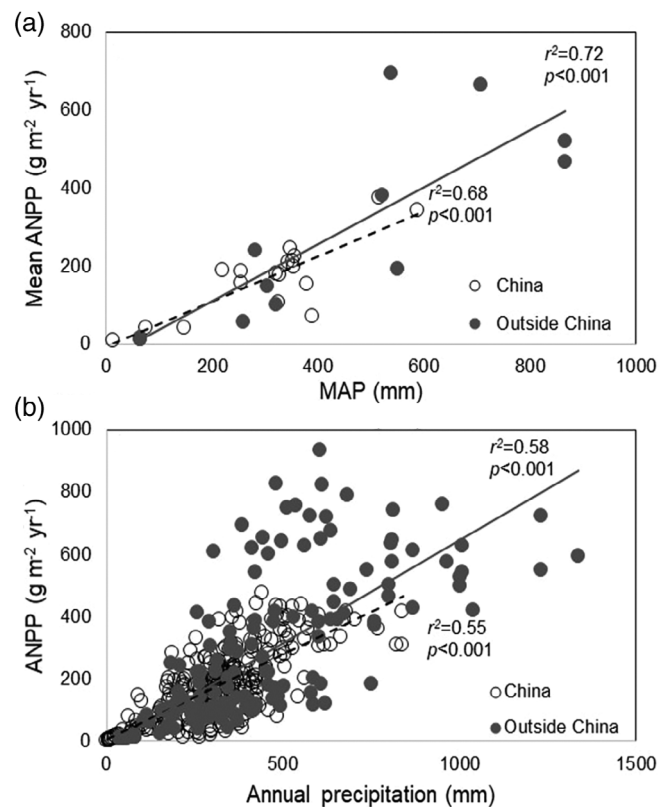 (a)
800
600
400
200
0
Mean ANPP (g m-2 yr-1)
r2=0.72
p<0.001
r2=0.68
p<0.001
China
Outside China
0 200 400 600 800 1000
MAP (mm)
(b)
1000
800
600
400
200
0
ANPP (g m-2 yr-1)
r2=0.58
p<0.001
r2=0.55
p<0.001
China
Outside China
0 500 1000 1500
Annual precipitation (mm)